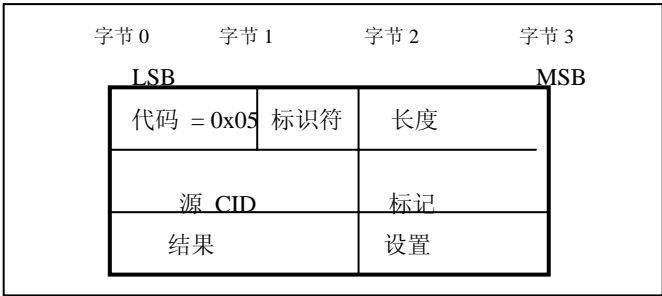 字节 0 字节 1 字节 2 字节 3
LSB MSB
代码 = 0x05 标识符 长度
源 CID 标记
结果 设置